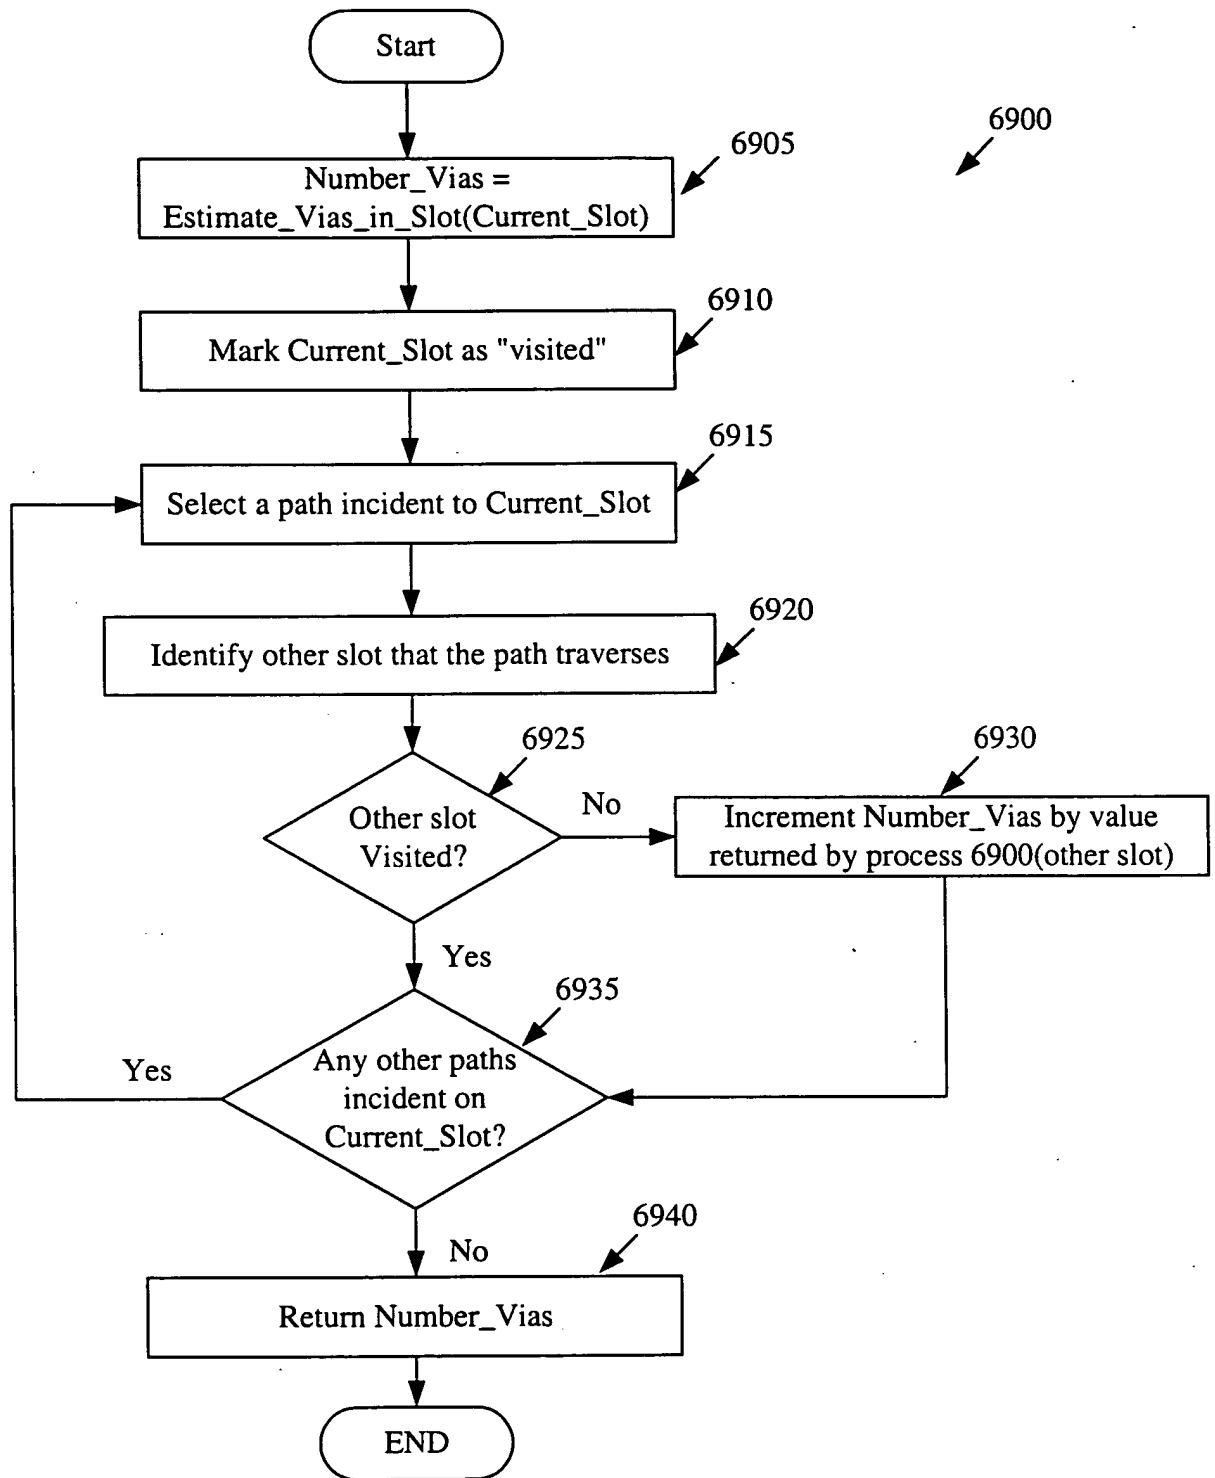 Start
6900
6905
Number_Vias =
Estimate_Vias_in_Slot(Current_Slot)
6910
Mark Current_Slot as "visited"
6915
Select a path incident to Current_Slot
6920
Identify other slot that the path traverses
6925
6930
Other slot
Visited?
No
Increment Number_Vias by value
returned by process 6900(other slot)
Yes
6935
Any other paths
incident on
Current_Slot?
Yes
No
6940
Return Number_Vias
END